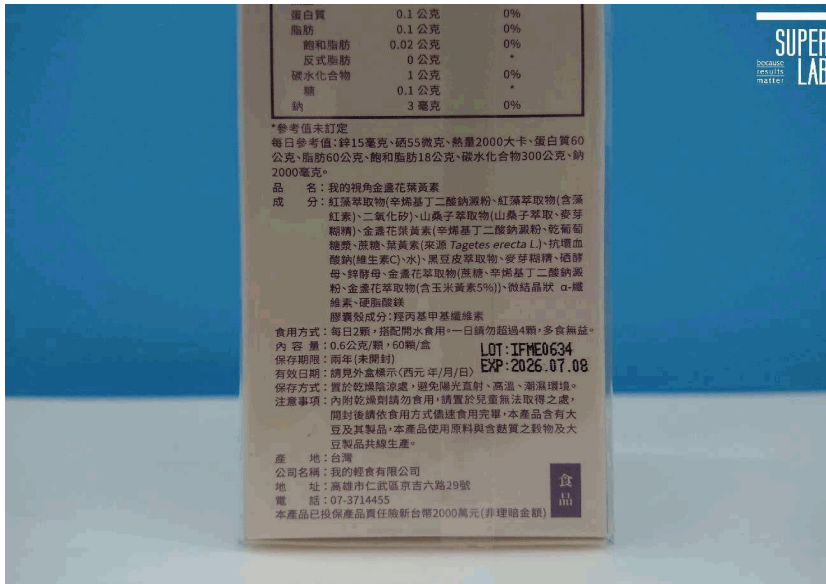 蛋白質 0.1 公克 0%
脂肪 0.1 公克 0%
飽和脂肪 0.02 公克 0%
反式脂肪 0 公克 *
碳水化合物 1 公克 0%
糖 0.1 公克 *
鈉 3 毫克 0%
*參考值未訂定
每日參考值:鋅15毫克、硒55微克、熱量2000大卡、蛋白質60
公克、脂肪60公克、飽和脂肪18公克、碳水化合物300公克、鈉
2000毫克。
品 名:我的視角金盞花葉黃素
成 分:紅藻萃取物(辛烯基丁二酸鈉澱粉、紅藻萃取物(含藻
紅素)、二氧化矽)、山桑子萃取物(山桑子萃取、麥芽
糊精)、金盞花葉黃素(辛烯基丁二酸鈉澱粉、乾葡萄
糖漿、蔗糖、葉黃素(來源 Tagetes erecta L.)、抗壞血
酸鈉(維生素C)、水)、黑豆皮萃取物、麥芽糊精、硒酵
母、鋅酵母、金盞花萃取物(蔗糖、辛烯基丁二酸鈉澱
粉、金盞花萃取物(含玉米黃素5%))、微結晶狀 α-纖
維素、硬脂酸鎂
膠囊殼成分:羥丙基甲基纖維素
食用方式:每日2顆,搭配開水食用。一日請勿超過4顆,多食無益。
內 容 量:0.6公克/顆,60顆/盒
保存期限:兩年(未開封)
LOT:IFME0634
有效日期:請見外盒標示(西元 年/月/日)
EXP:2026.07.08
保存方式:置於乾燥陰涼處,避免陽光直射、高溫、潮濕環境。
注意事項:內附乾燥劑請勿食用,請置於兒童無法取得之處,
開封後請依食用方式儘速食用完畢,本產品含有大
豆及其製品,本產品使用原料與含麩質之穀物及大
豆製品共線生產。
產 地:台灣
公司名稱:我的輕食有限公司
地 址:高雄市仁武區京吉六路29號
電 話:07-3714455
本產品已投保產品責任險新台幣2000萬元(非理賠金額)
食品
SUPER LAB
because
results
matter